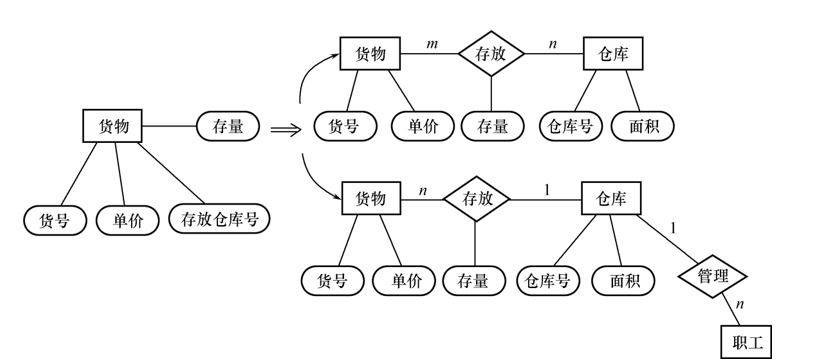 货物 m 存放 n 仓库
货号 单价 存量 仓库号 面积
货物 存量
货号 单价 存放仓库号
货物 n 存放 1 仓库
1
货号 单价 存量 仓库号 面积 管理
n
职工